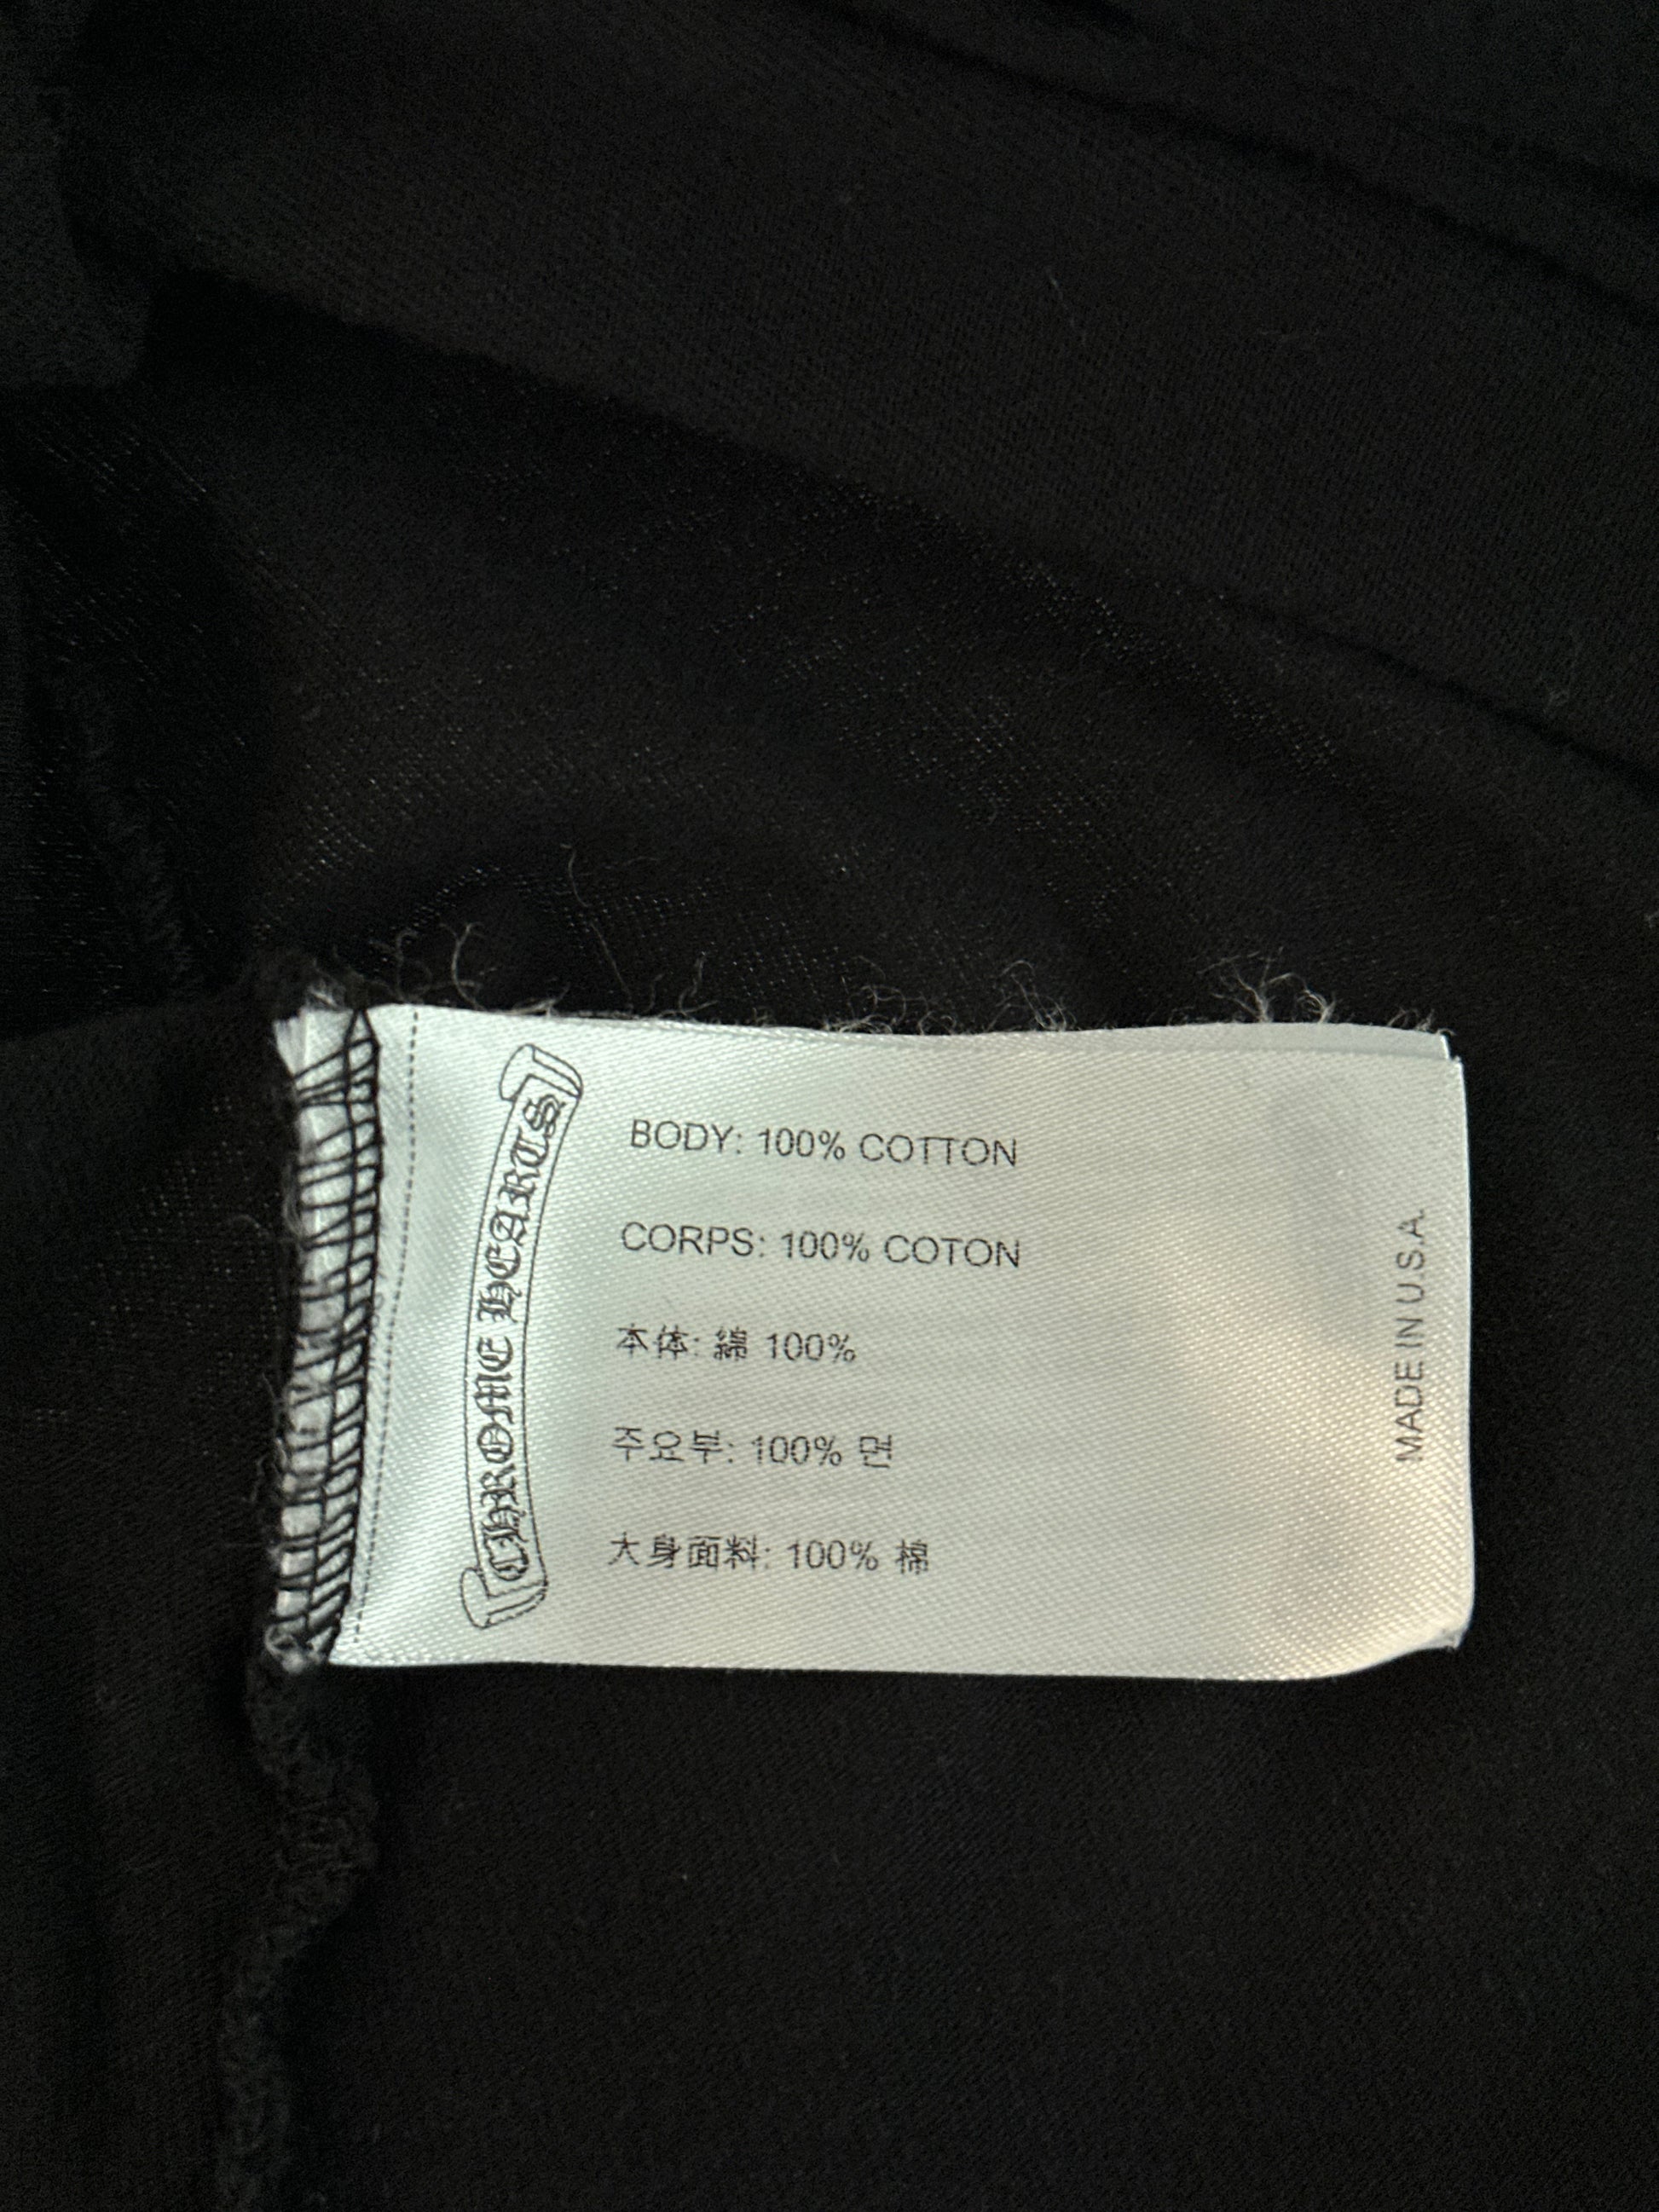 CHROME HEARTS
BODY: 100% COTTON
CORPS: 100% COTON
本体: 綿 100%
주요부: 100% 면
大身面料: 100% 棉
MADE IN U.S.A.